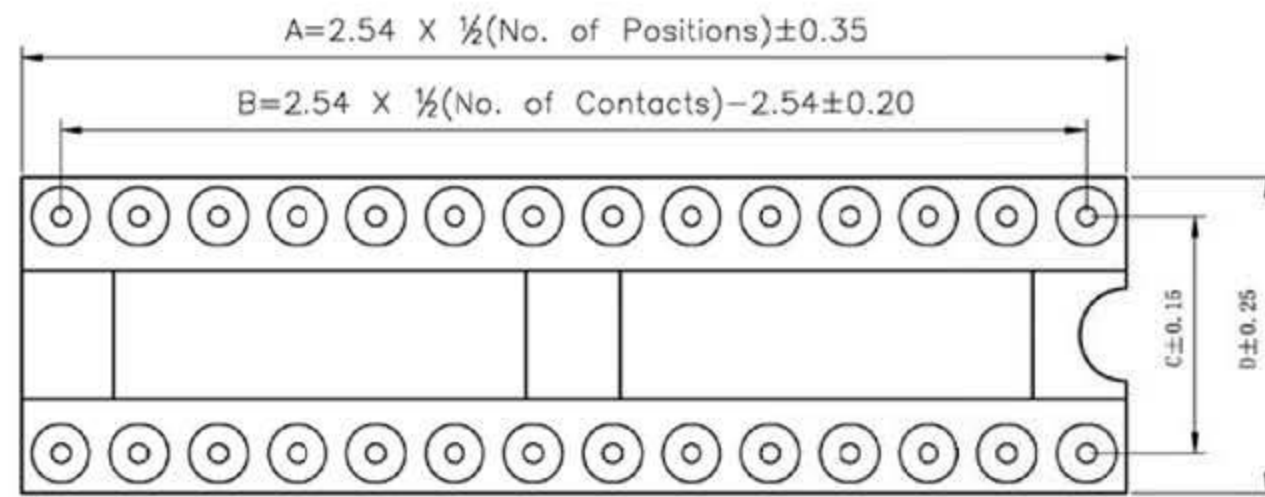 A=2.54 X ½(No. of Positions)±0.35
B=2.54 X ½(No. of Contacts)-2.54±0.20
C±0.15
D±0.25